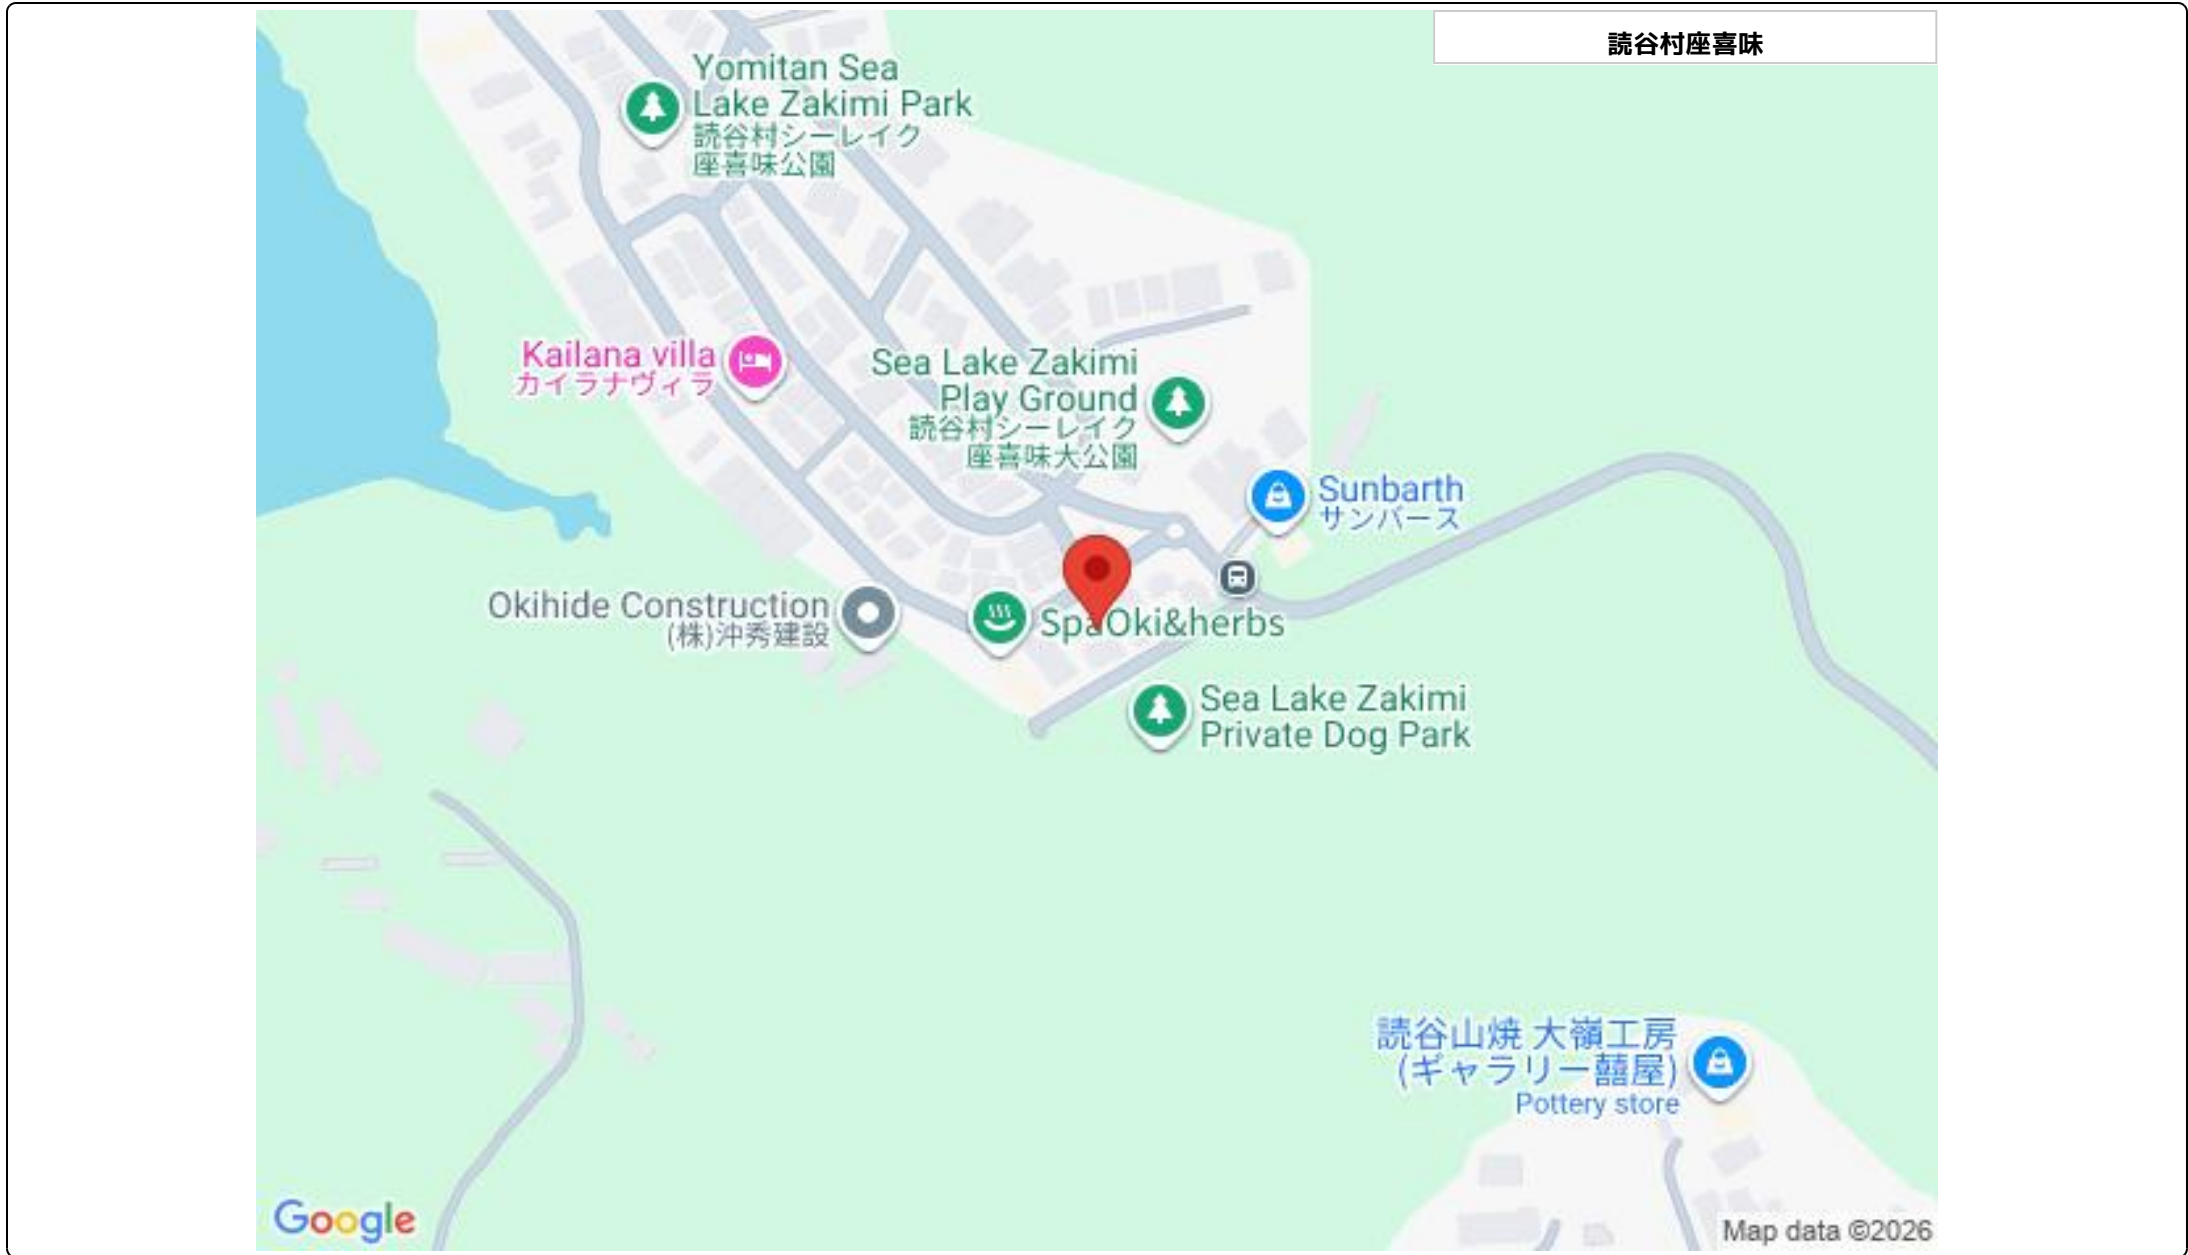 読谷村座喜味
Yomitan Sea
Lake Zakimi Park
読谷村シーレイク
座喜味公園
Kailana villa
カイラナヴィラ
Sea Lake Zakimi
Play Ground
読谷村シーレイク
座喜味大公園
Sunbarth
サンバース
Okihide Construction
(株)沖秀建設
SpaOki&herbs
Sea Lake Zakimi
Private Dog Park
読谷山焼 大嶺工房
(ギャラリー囍屋)
Pottery store
Google
Map data ©2026